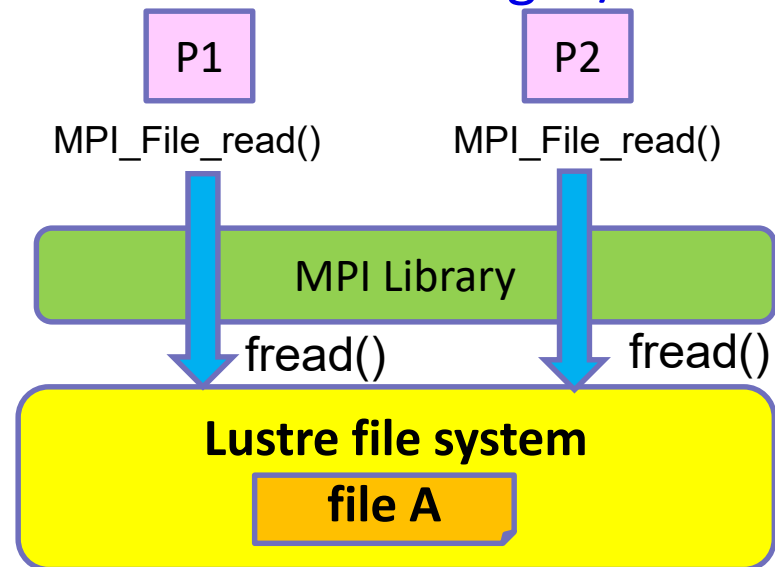 P1 P2
MPI_File_read() MPI_File_read()
MPI Library
fread() fread()
Lustre file system
file A